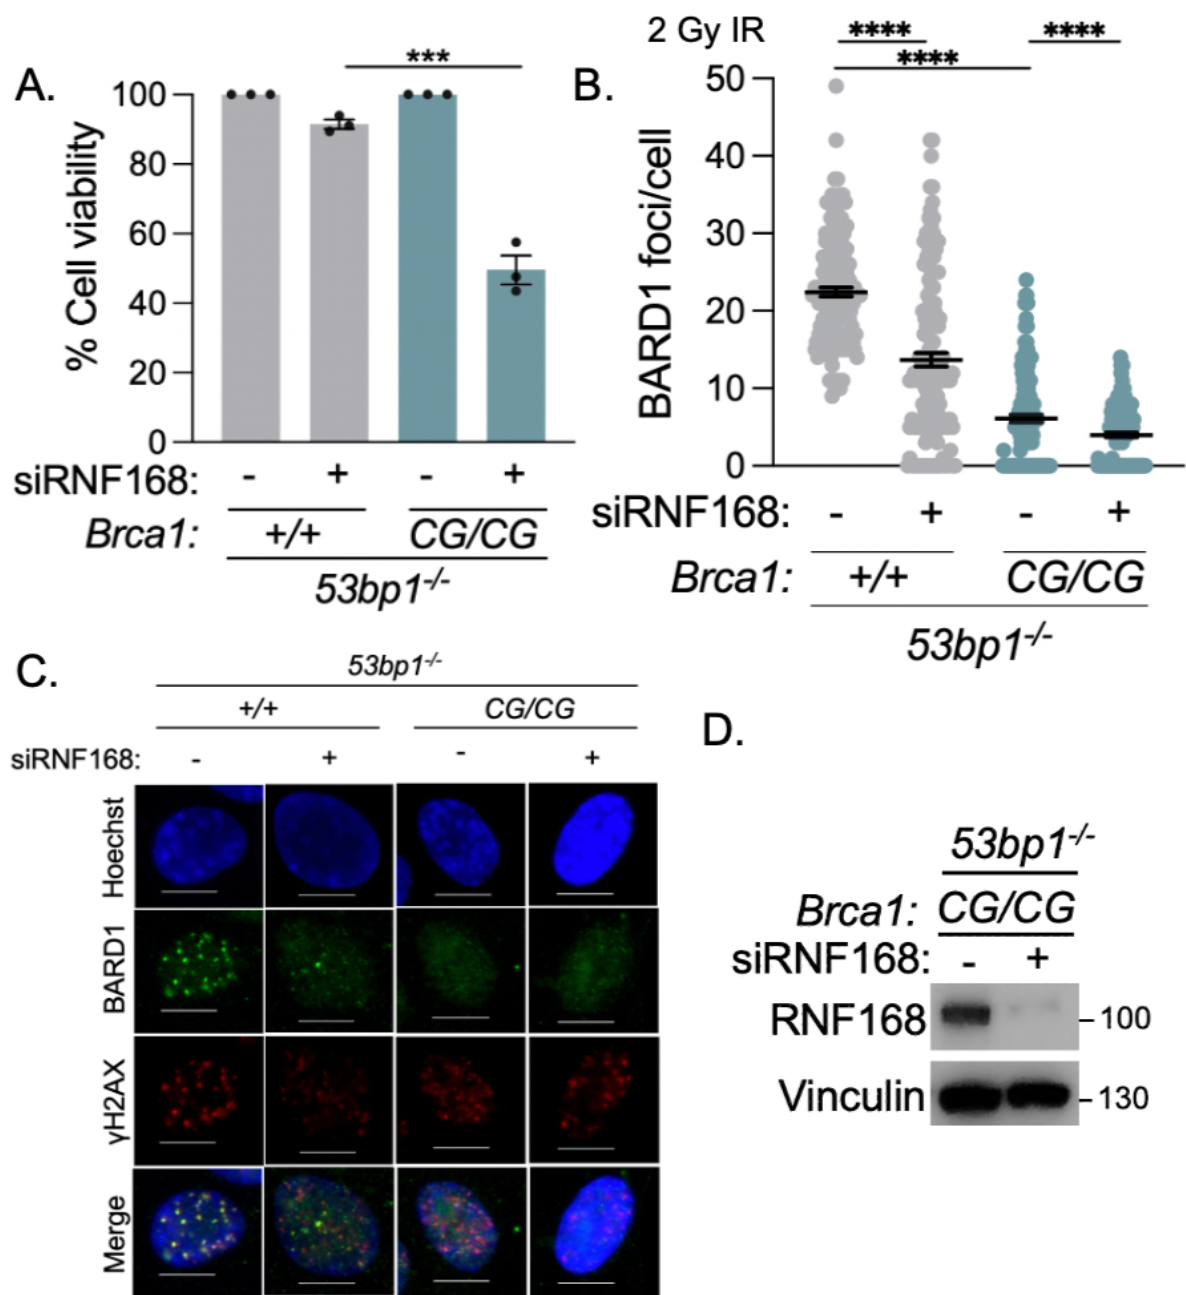 A.
***
% Cell viability
100
80
60
40
20
0
siRNF168: - + - +
Brca1: +/+ CG/CG
53bp1-/-
B.
2 Gy IR
**** ****
****
BARD1 foci/cell
50
40
30
20
10
0
siRNF168: - + - +
Brca1: +/+ CG/CG
53bp1-/-
C.
53bp1-/-
+/+ CG/CG
siRNF168: - + - +
Hoechst
BARD1
γH2AX
Merge
D.
53bp1-/-
Brca1: CG/CG
siRNF168: - +
RNF168 -100
Vinculin -130